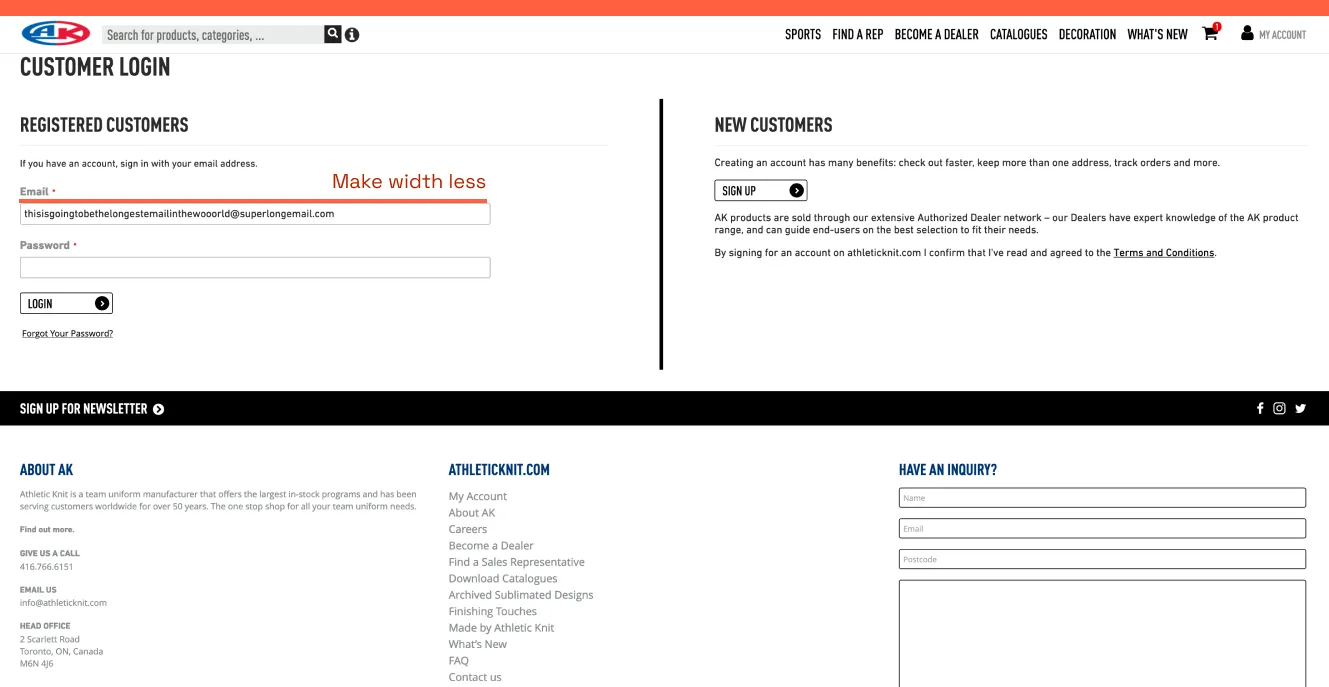 AK
Search for products, categories, ...
SPORTS FIND A REP BECOME A DEALER CATALOGUES DECORATION WHAT'S NEW 1 MY ACCOUNT
CUSTOMER LOGIN
REGISTERED CUSTOMERS
If you have an account, sign in with your email address.
Make width less
Email *
thisisgoingtobethelongestemailinthewooorld@superlongemail.com
Password *
LOGIN
Forgot Your Password?
NEW CUSTOMERS
Creating an account has many benefits: check out faster, keep more than one address, track orders and more.
SIGN UP
AK products are sold through our extensive Authorized Dealer network – our Dealers have expert knowledge of the AK product
range, and can guide end-users on the best selection to fit their needs.
By signing for an account on athleticknit.com I confirm that I've read and agreed to the Terms and Conditions.
SIGN UP FOR NEWSLETTER
ABOUT AK
Athletic Knit is a team uniform manufacturer that offers the largest in-stock programs and has been
serving customers worldwide for over 50 years. The one stop shop for all your team uniform needs.
Find out more.
GIVE US A CALL
416.766.6151
EMAIL US
info@athleticknit.com
HEAD OFFICE
2 Scarlett Road
Toronto, ON, Canada
M6N 4J6
ATHLETICKNIT.COM
My Account
About AK
Careers
Become a Dealer
Find a Sales Representative
Download Catalogues
Archived Sublimated Designs
Finishing Touches
Made by Athletic Knit
What's New
FAQ
Contact us
HAVE AN INQUIRY?
Name
Email
Postcode